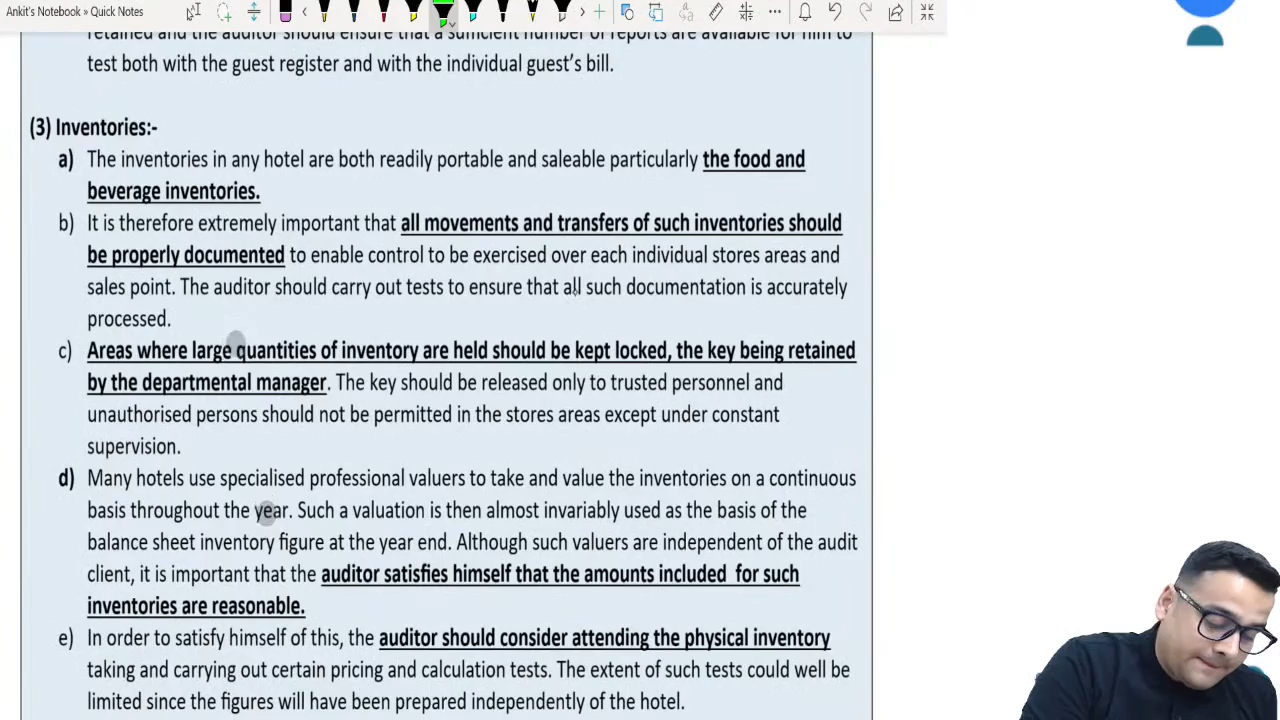 Ankit's Notebook » Quick Notes
retained and the auditor should ensure that a sufficient number of reports are available for him to
test both with the guest register and with the individual guest's bill.
(3) Inventories:-
a) The inventories in any hotel are both readily portable and saleable particularly the food and
beverage inventories.
b) It is therefore extremely important that all movements and transfers of such inventories should
be properly documented to enable control to be exercised over each individual stores areas and
sales point. The auditor should carry out tests to ensure that all such documentation is accurately
processed.
c) Areas where large quantities of inventory are held should be kept locked, the key being retained
by the departmental manager. The key should be released only to trusted personnel and
unauthorised persons should not be permitted in the stores areas except under constant
supervision.
d) Many hotels use specialised professional valuers to take and value the inventories on a continuous
basis throughout the year. Such a valuation is then almost invariably used as the basis of the
balance sheet inventory figure at the year end. Although such valuers are independent of the audit
client, it is important that the auditor satisfies himself that the amounts included for such
inventories are reasonable.
e) In order to satisfy himself of this, the auditor should consider attending the physical inventory
taking and carrying out certain pricing and calculation tests. The extent of such tests could well be
limited since the figures will have been prepared independently of the hotel.